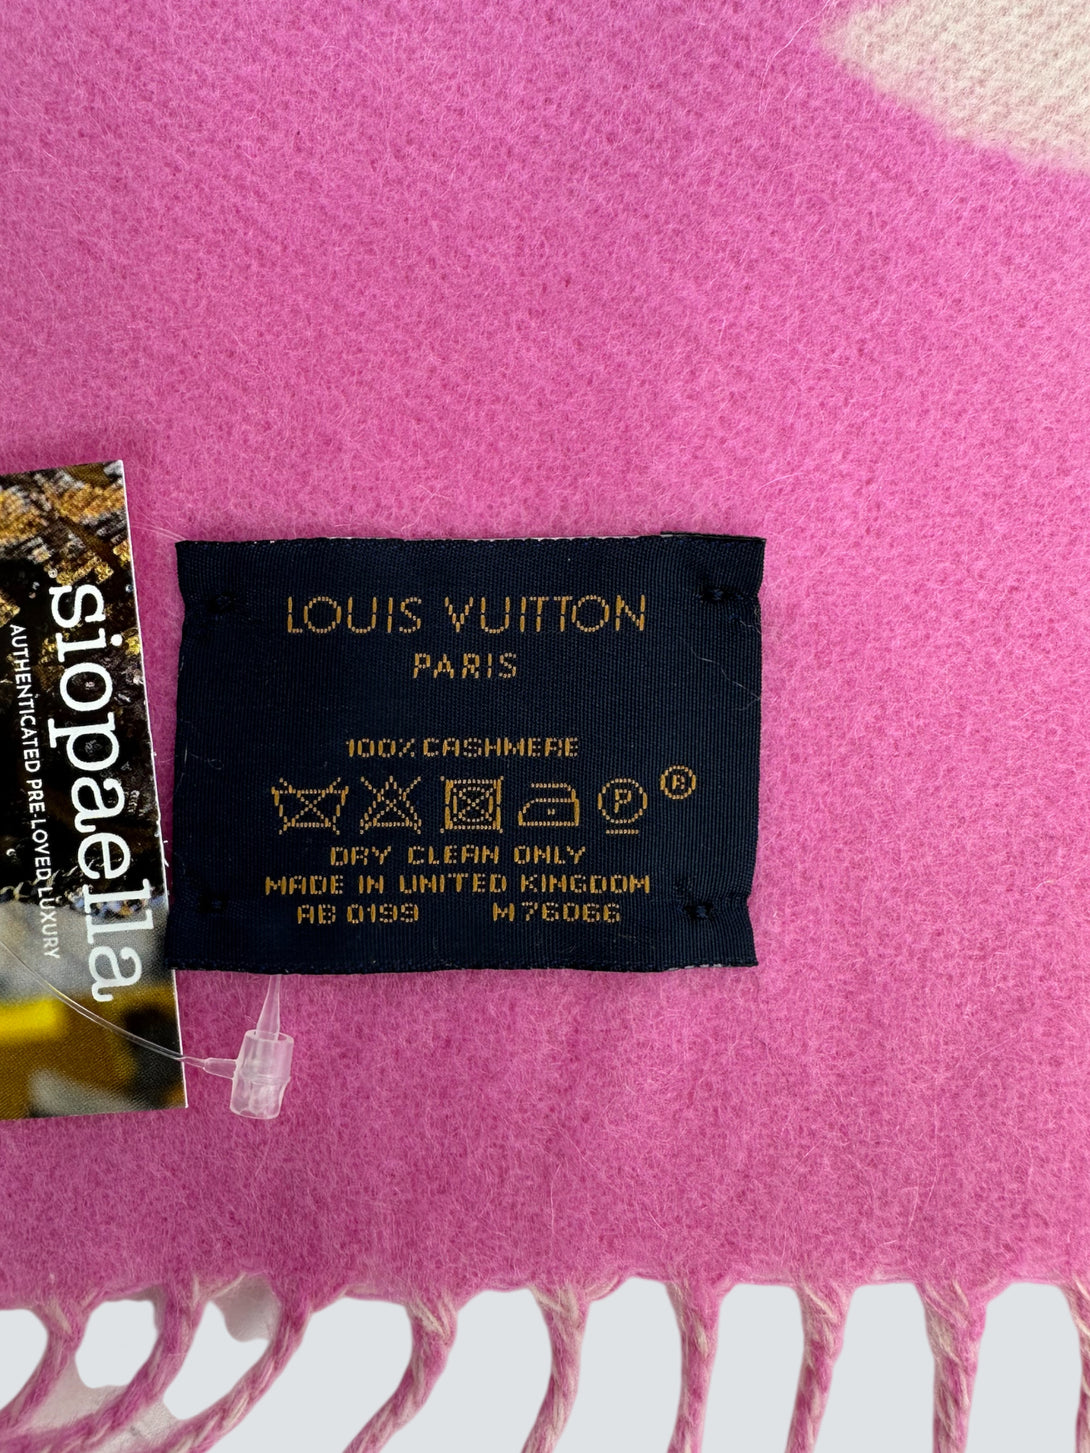 siopaella
AUTHENTICATED PRE-LOVED LUXURY
LOUIS VUITTON
PARIS
100% CASHMERE
P ®
DRY CLEAN ONLY
MADE IN UNITED KINGDOM
AB 0199 M76066